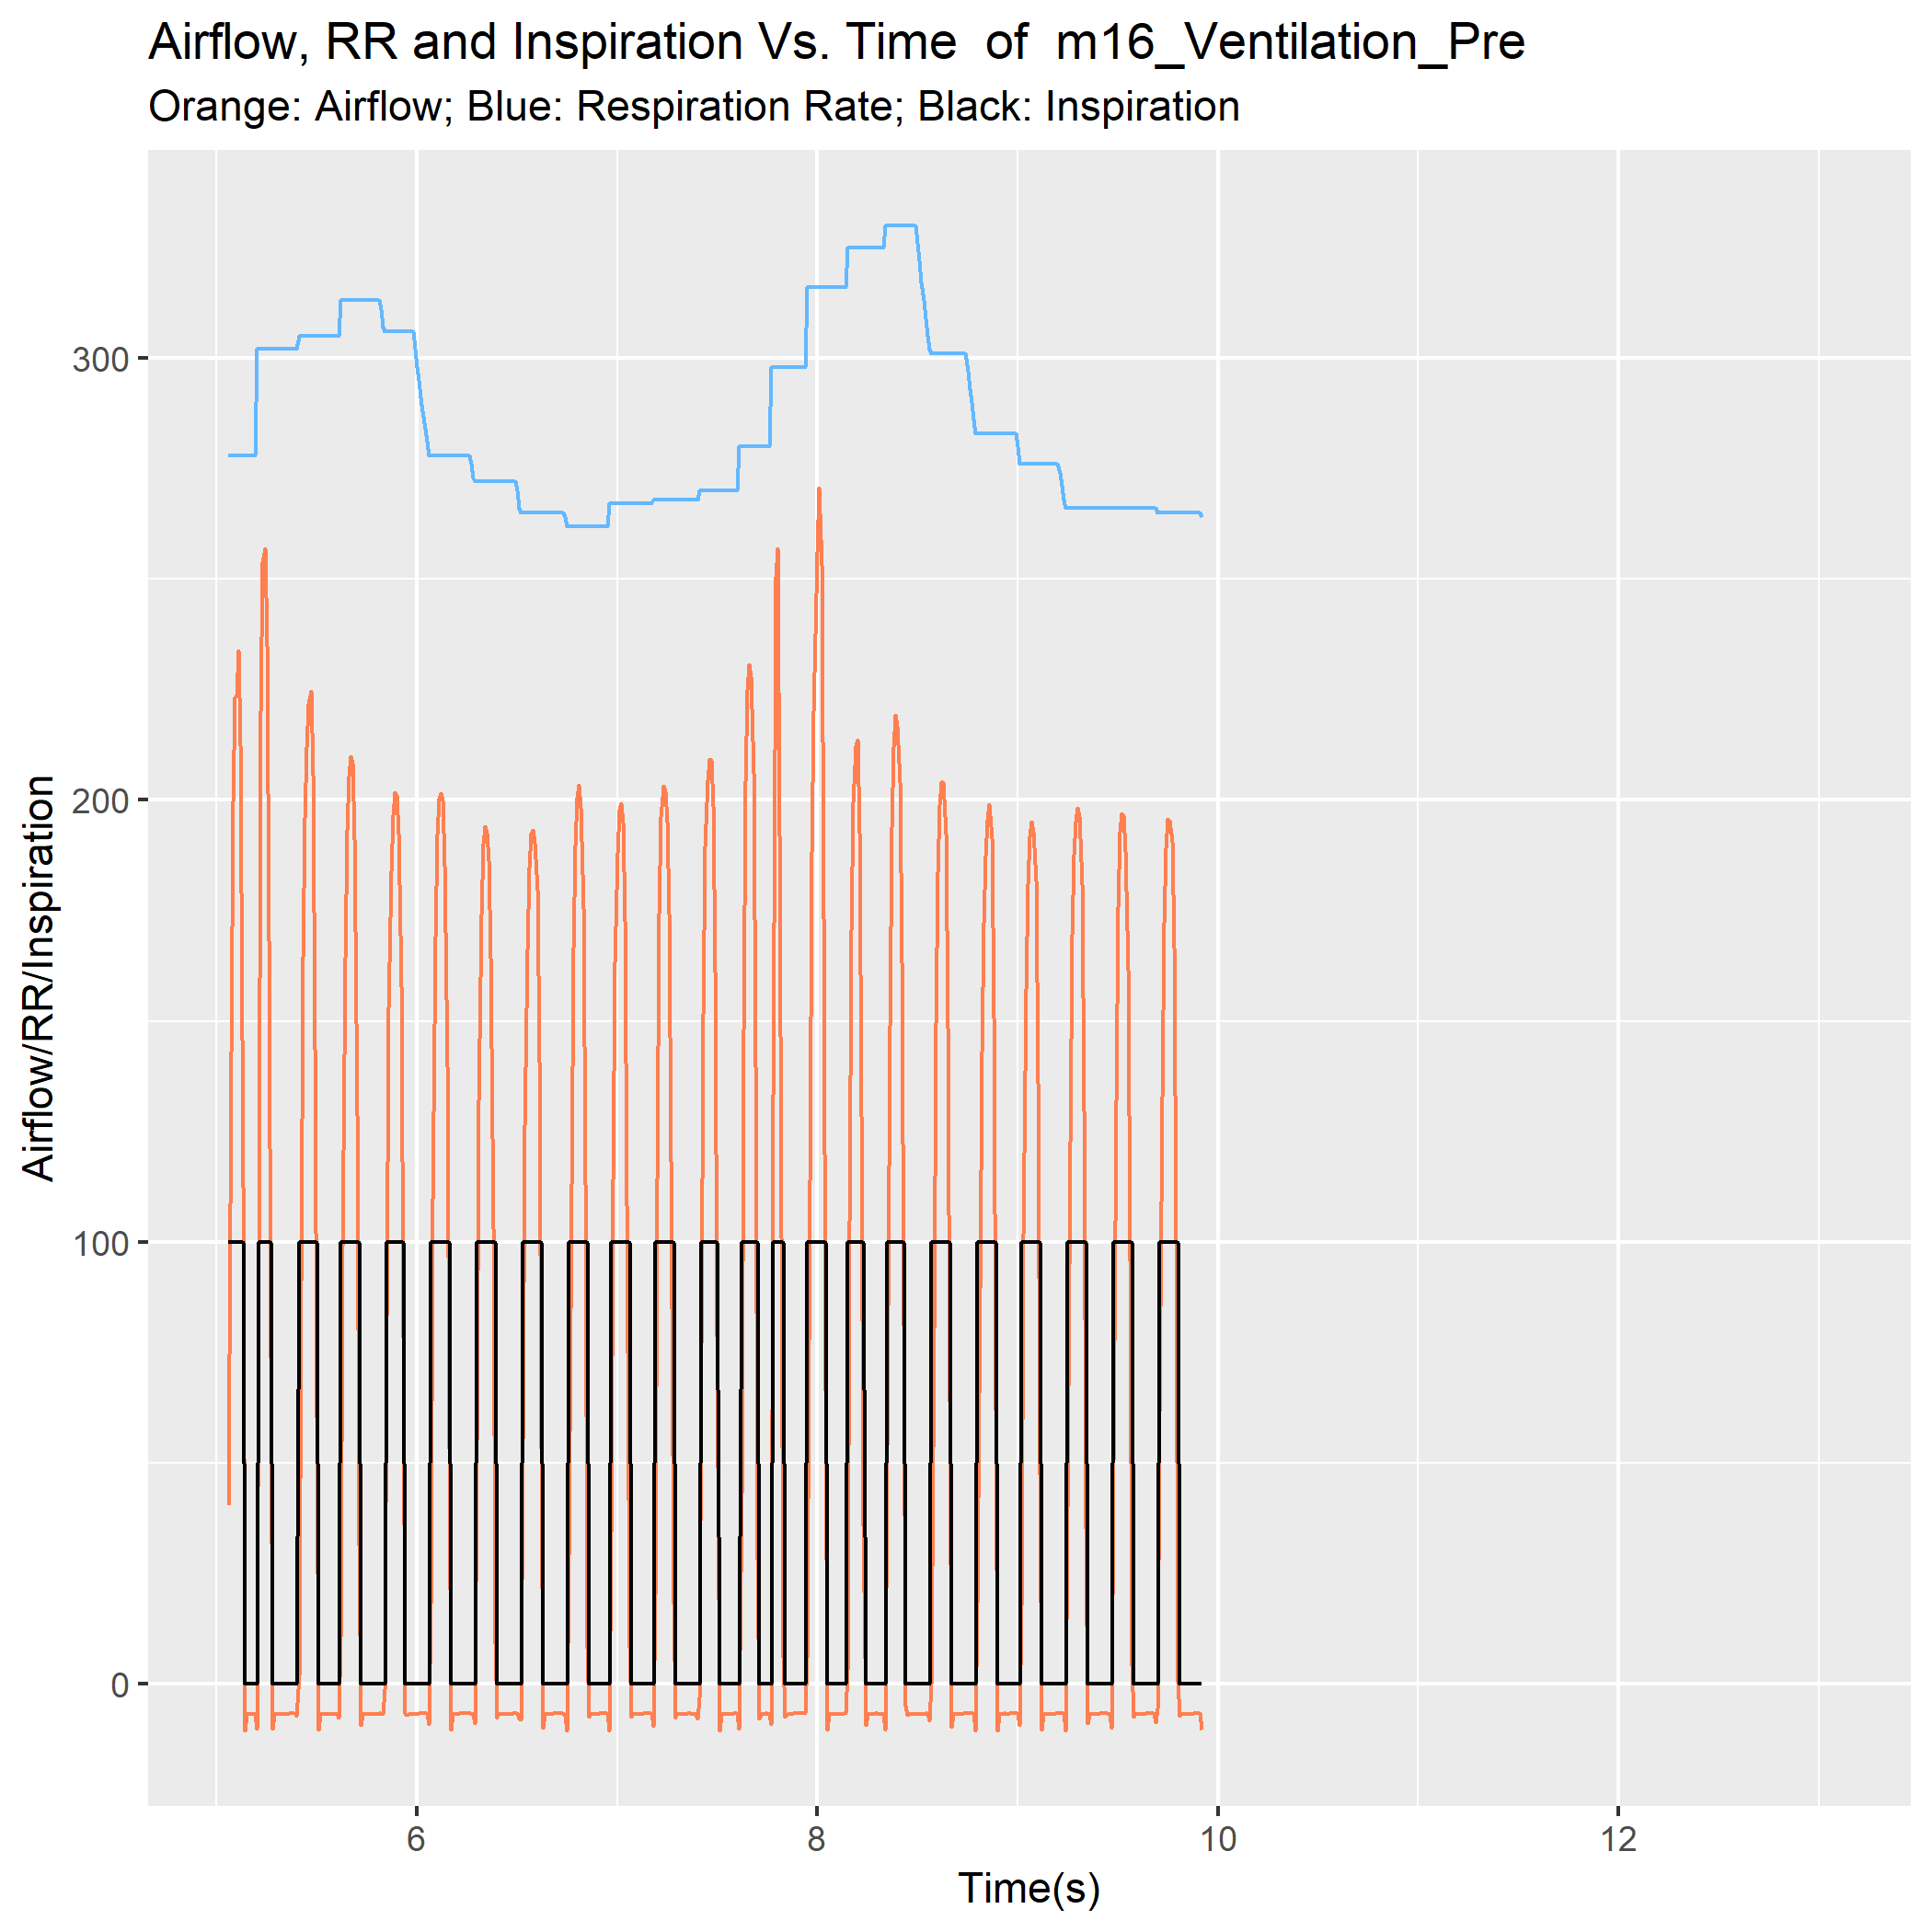 Airflow, RR and Inspiration Vs. Time  of  m16_Ventilation_Pre
Orange: Airflow; Blue: Respiration Rate; Black: Inspiration
Airflow/RR/Inspiration
300
200
100
0
6 8 10 12
Time(s)